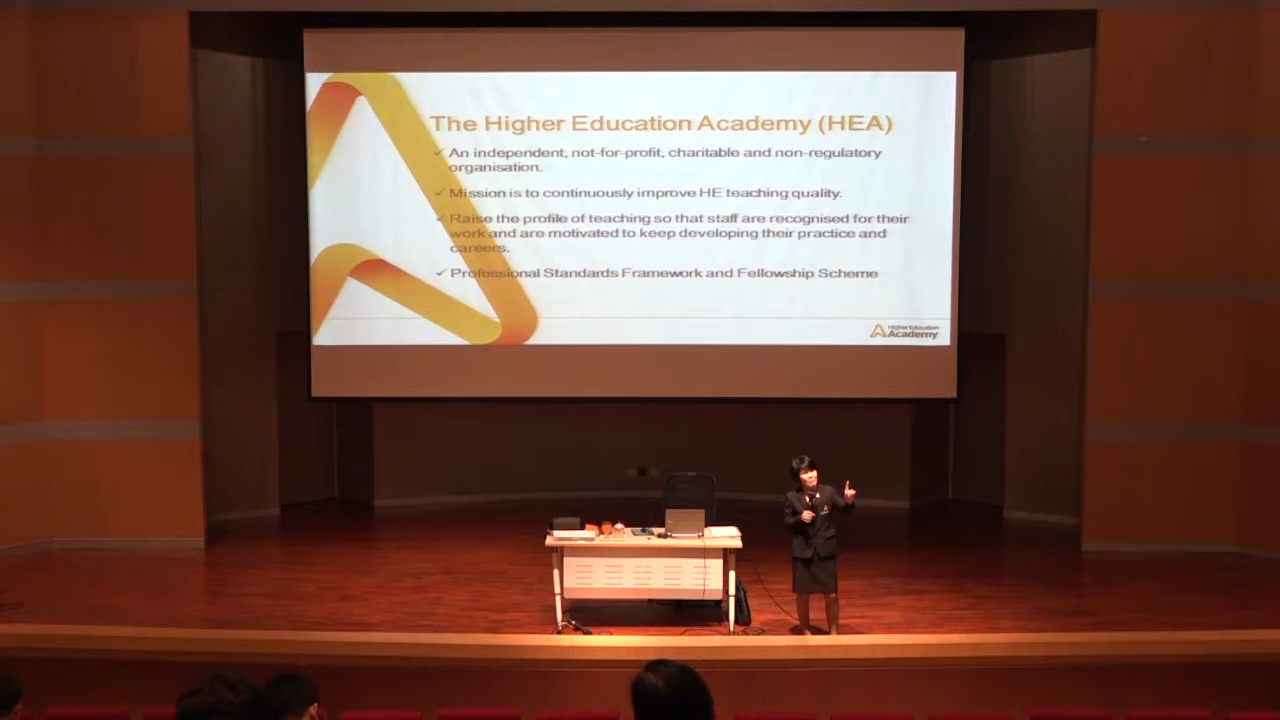 The Higher Education Academy (HEA)
✓ An independent, not-for-profit, charitable and non-regulatory
organisation.
✓ Mission is to continuously improve HE teaching quality.
✓ Raise the profile of teaching so that staff are recognised for their
work and are motivated to keep developing their practice and
careers.
✓ Professional Standards Framework and Fellowship Scheme
Higher Education
Academy